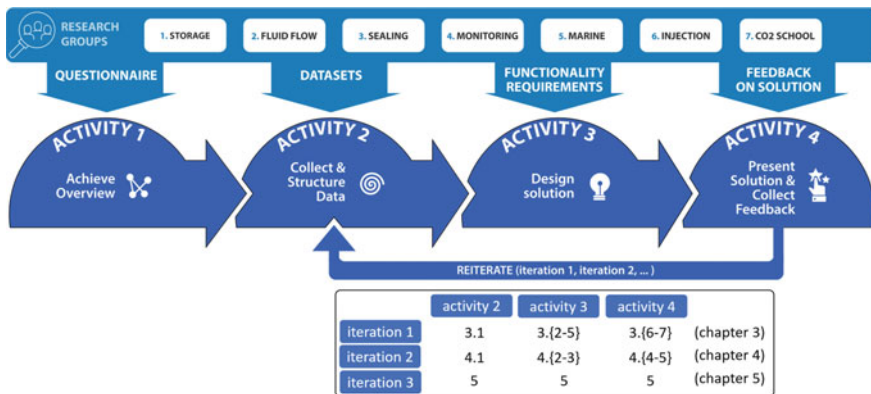 RESEARCH
GROUPS
1. STORAGE
2. FLUID FLOW
3. SEALING
4. MONITORING
5. MARINE
6. INJECTION
7. CO2 SCHOOL
QUESTIONNAIRE
DATASETS
FUNCTIONALITY
REQUIREMENTS
FEEDBACK
ON SOLUTION
ACTIVITY 1
Achieve
Overview
ACTIVITY 2
Collect &
Structure
Data
ACTIVITY 3
Design
solution
ACTIVITY 4
Present
Solution &
Collect
Feedback
REITERATE (iteration 1, iteration 2, ... )
activity 2 activity 3 activity 4
iteration 1 3.1 3.{2-5} 3.{6-7} (chapter 3)
iteration 2 4.1 4.{2-3} 4.{4-5} (chapter 4)
iteration 3 5 5 5 (chapter 5)